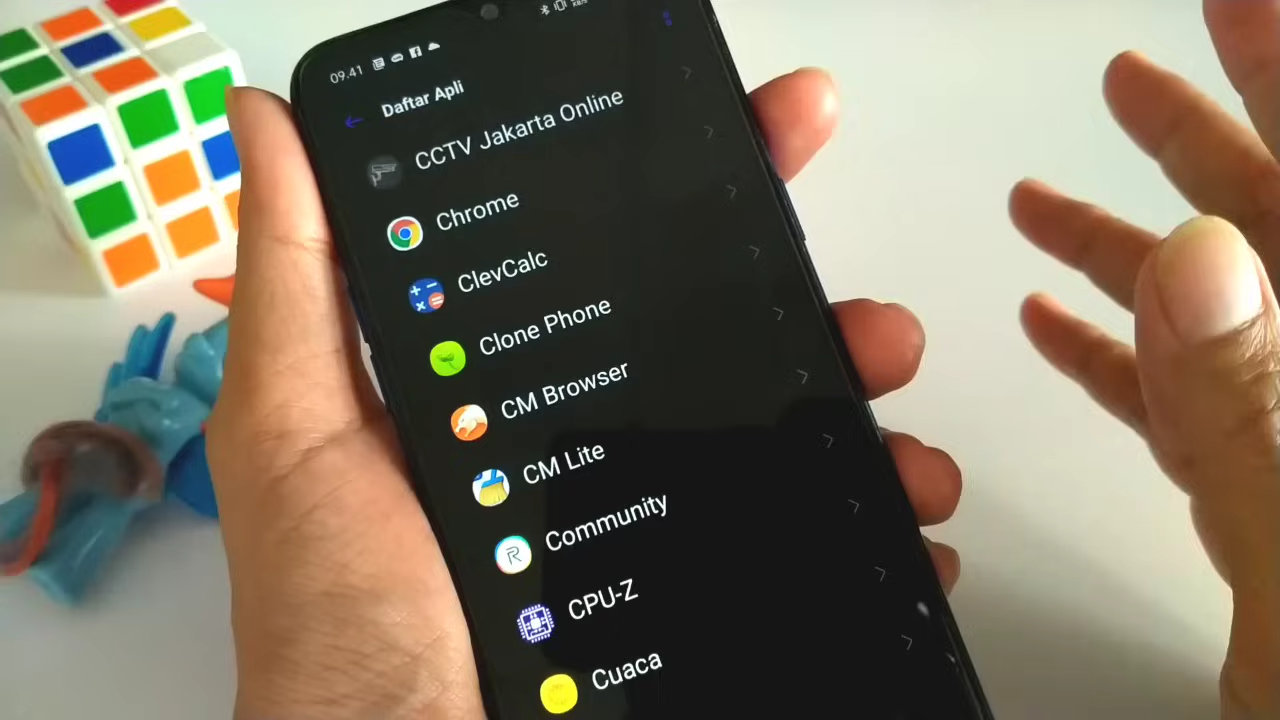 09.41
Daftar Apli
CCTV Jakarta Online
Chrome
ClevCalc
Clone Phone
CM Browser
CM Lite
Community
CPU-Z
Cuaca